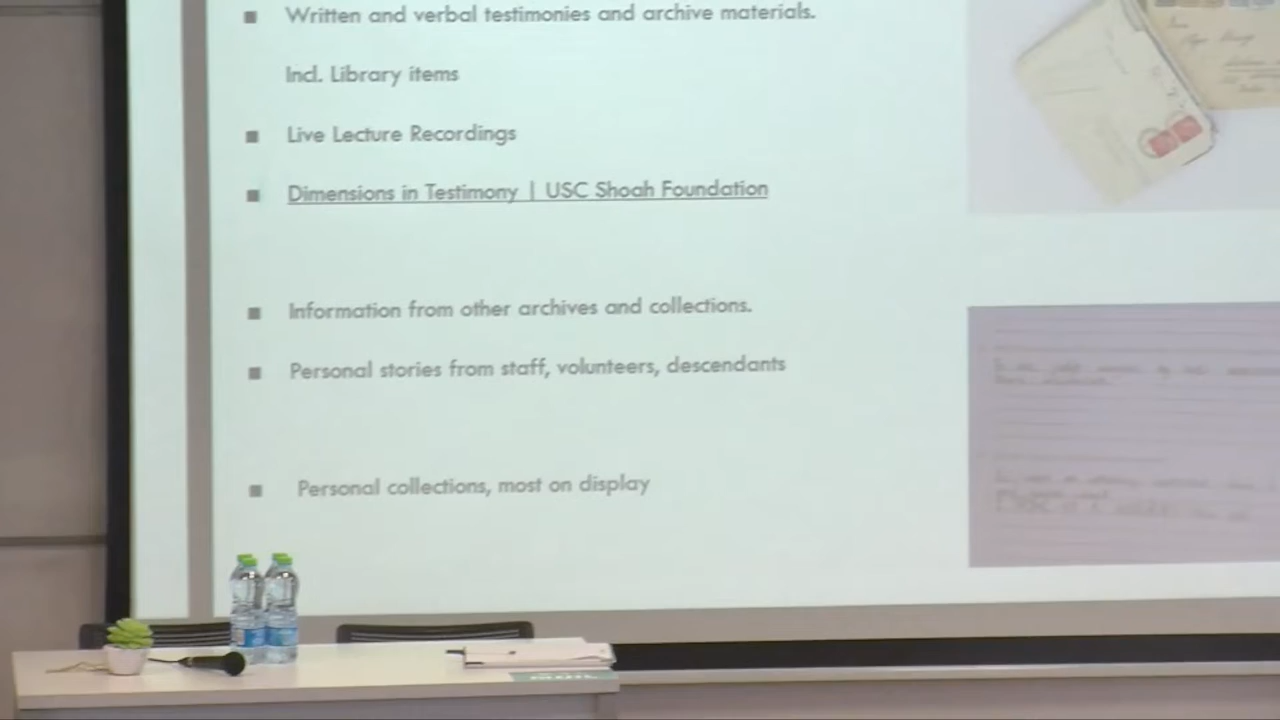 Written and verbal testimonies and archive materials.
Incl. Library items
Live Lecture Recordings
Dimensions in Testimony | USC Shoah Foundation
Information from other archives and collections.
Personal stories from staff, volunteers, descendants
Personal collections, most on display